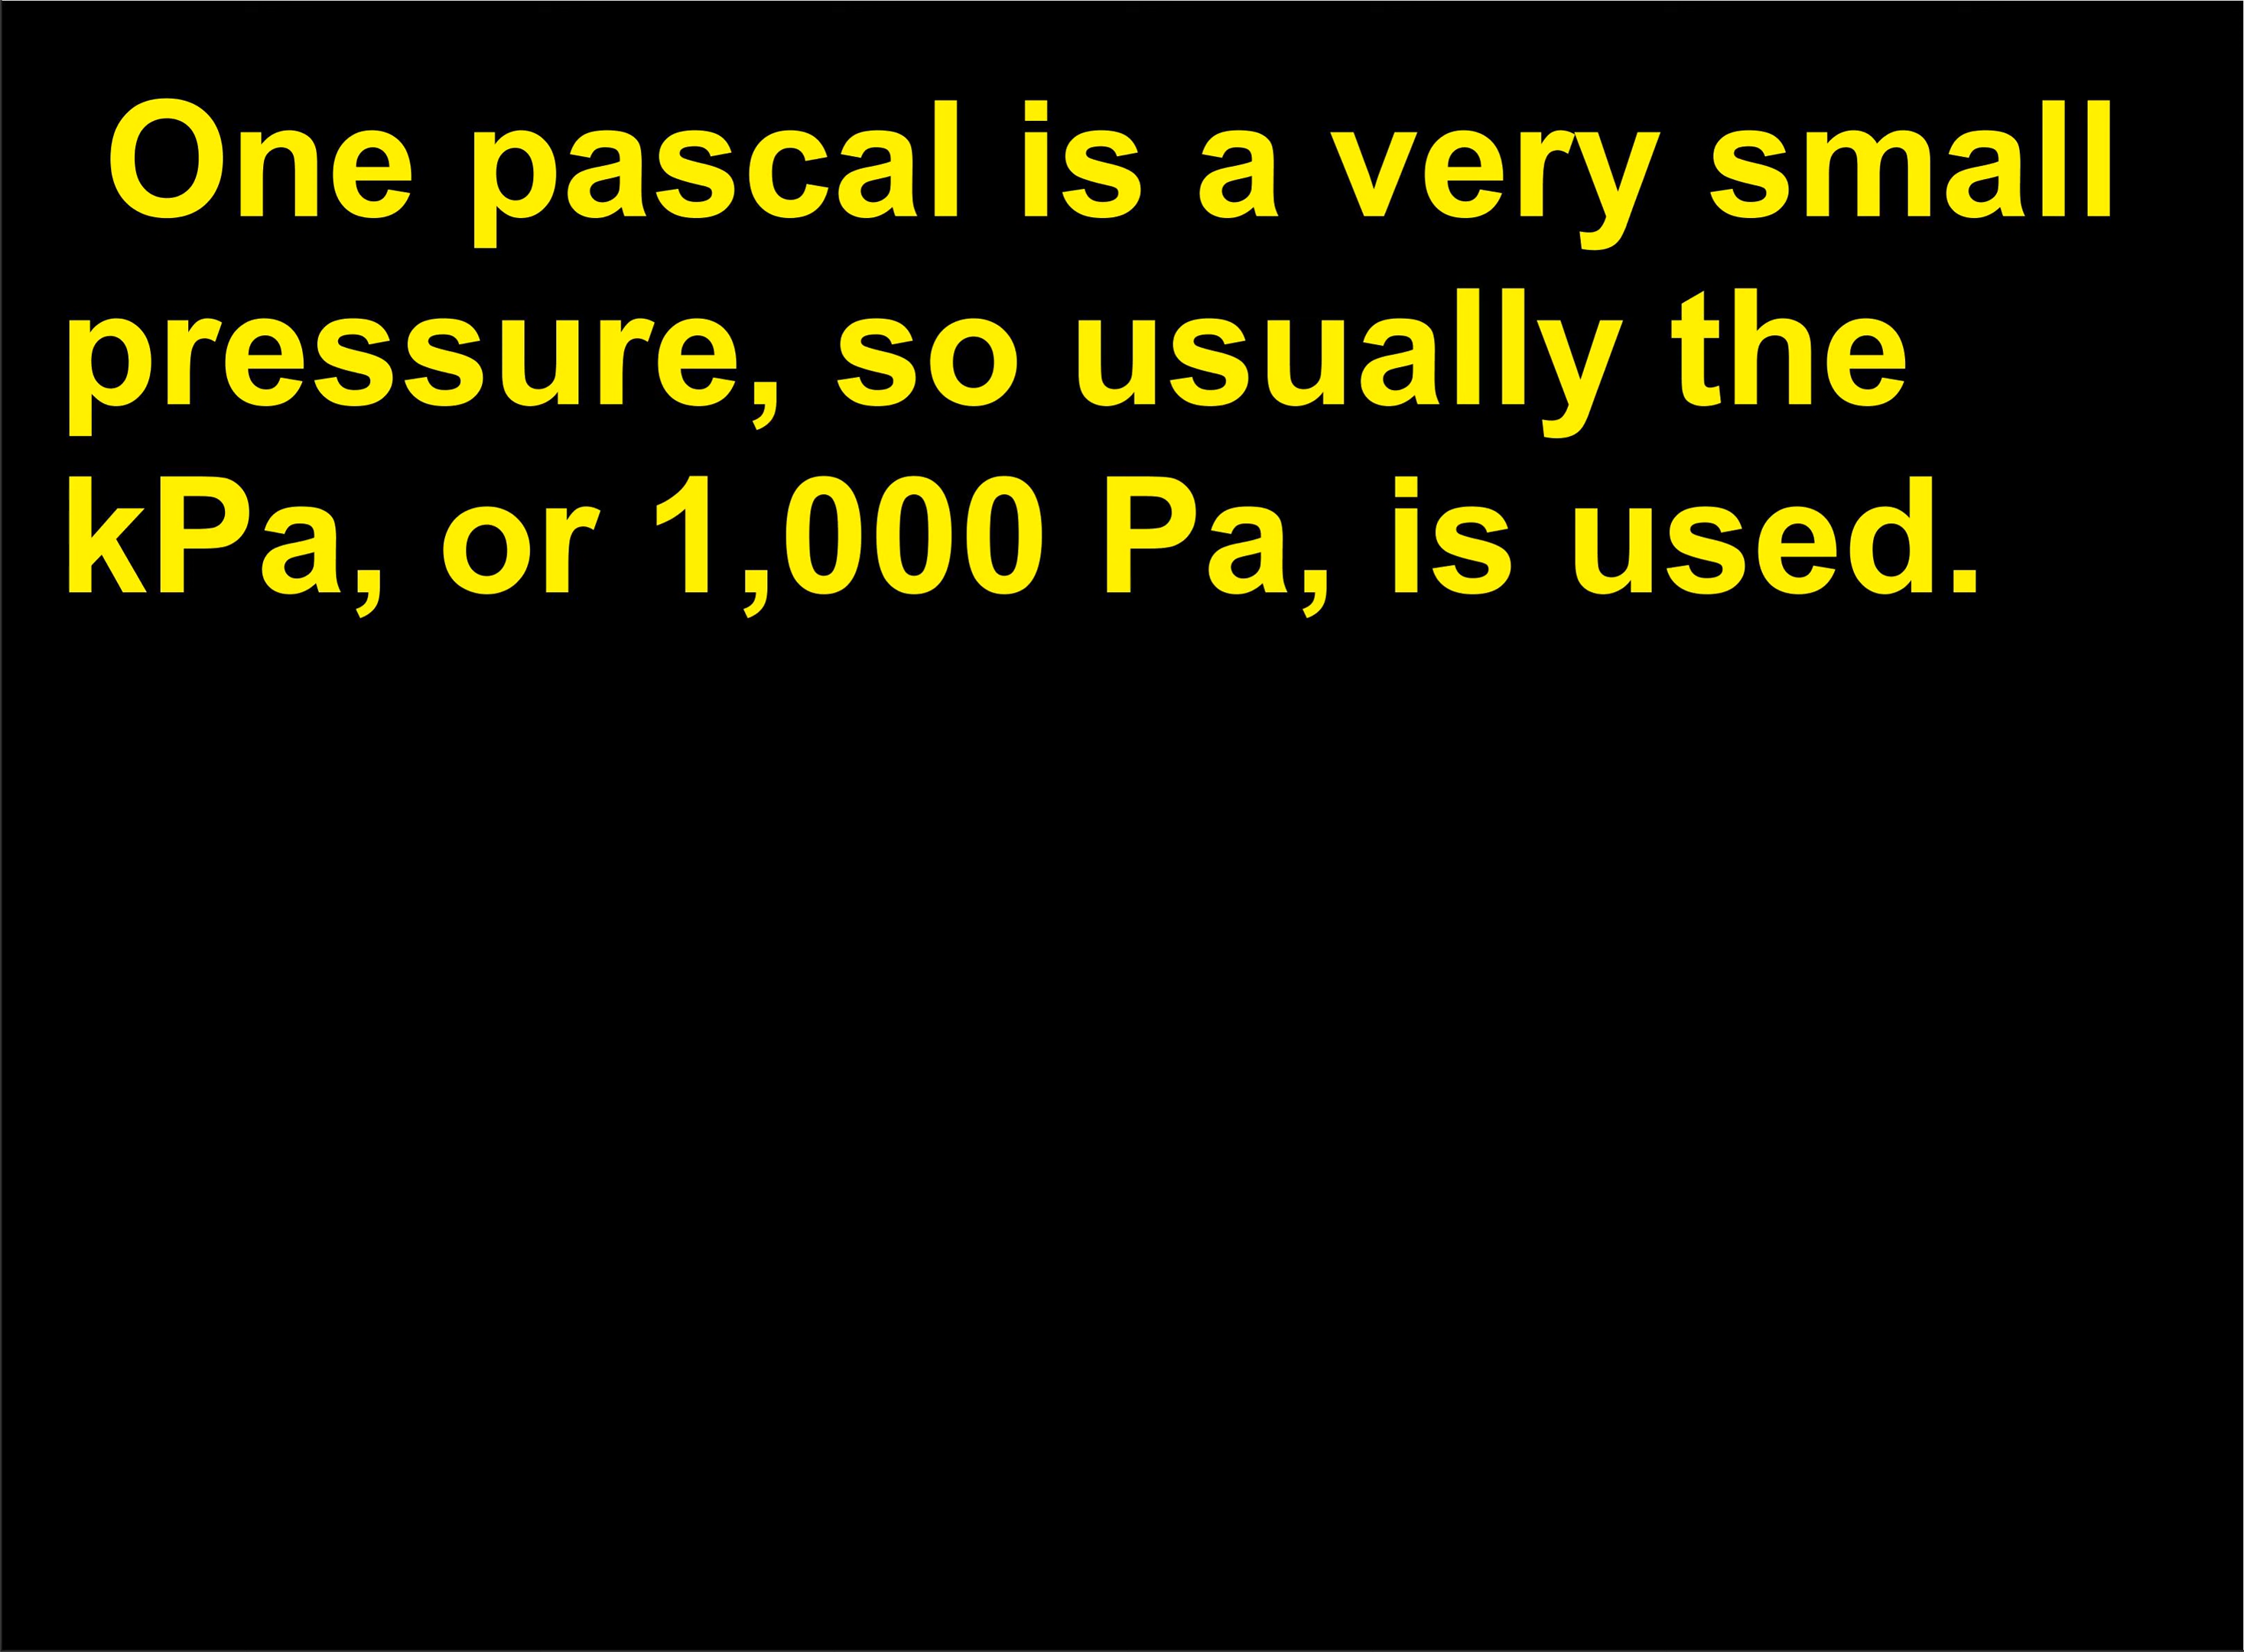 One pascal is a very small
pressure, so usually the
kPa, or 1,000 Pa, is used.